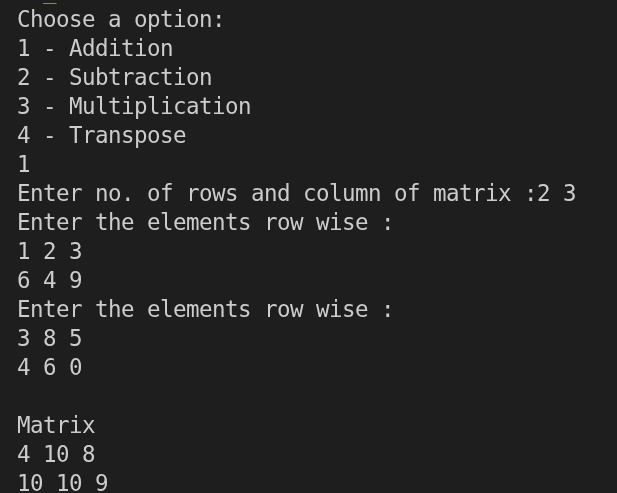 Choose a option:
1 - Addition
2 - Subtraction
3 - Multiplication
4 - Transpose
1
Enter no. of rows and column of matrix :2 3
Enter the elements row wise :
1 2 3
6 4 9
Enter the elements row wise :
3 8 5
4 6 0
Matrix
4 10 8
10 10 9